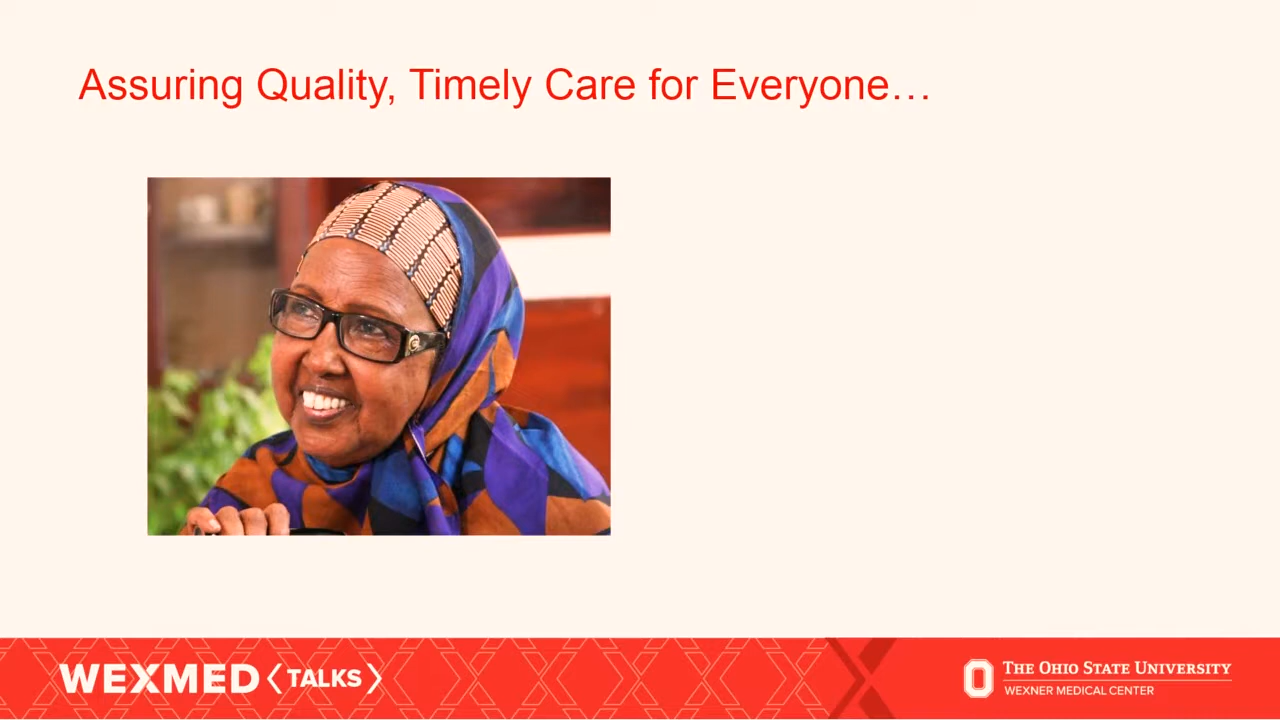 Assuring Quality, Timely Care for Everyone…
WEXMED ⟨TALKS⟩
THE OHIO STATE UNIVERSITY
WEXNER MEDICAL CENTER